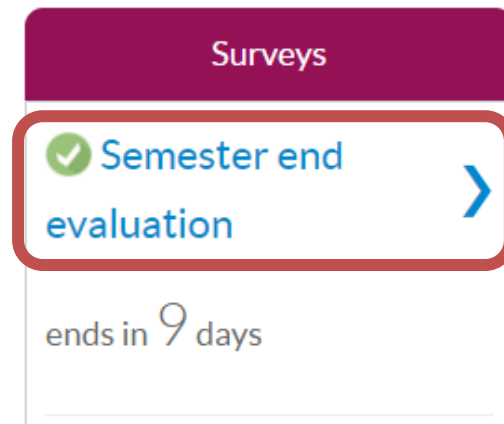 Surveys
Semester end
evaluation
ends in 9 days